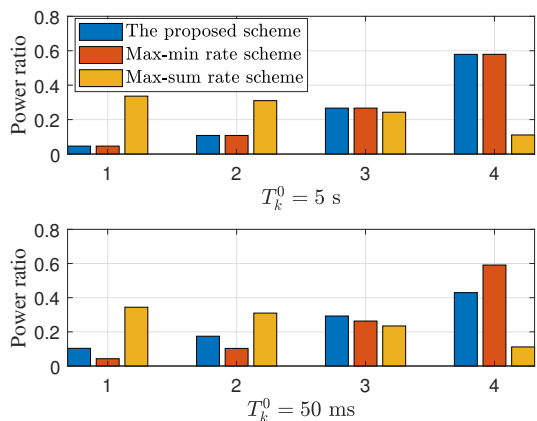 0.8
0.6
0.4
0.2
0
Power ratio
The proposed scheme
Max-min rate scheme
Max-sum rate scheme
1 2 3 4
$T_k^0 = 5$ s
0.8
0.6
0.4
0.2
0
Power ratio
1 2 3 4
$T_k^0 = 50$ ms